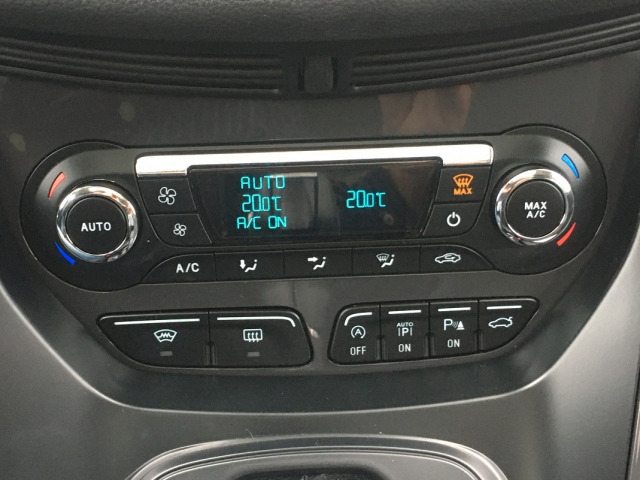 AUTO
20.0°C 20.0°C
A/C ON
MAX
AUTO
MAX
A/C
A/C
A
OFF
AUTO
P
ON
P
ON